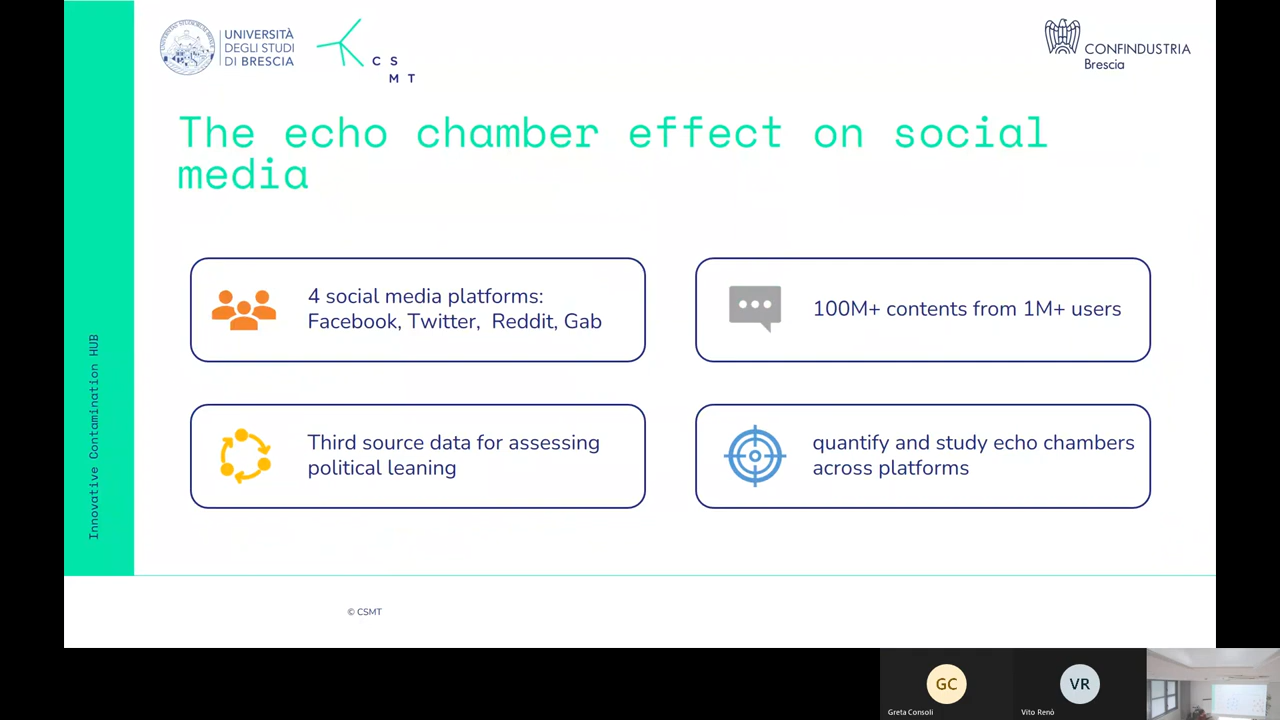 UNIVERSITÀ
DEGLI STUDI
DI BRESCIA
C S
M T
CONFINDUSTRIA
Brescia
The echo chamber effect on social
media
4 social media platforms:
Facebook, Twitter, Reddit, Gab
100M+ contents from 1M+ users
Third source data for assessing
political leaning
quantify and study echo chambers
across platforms
Innovative Contamination HUB
© CSMT
GC
Greta Consoli
VR
Vito Renò